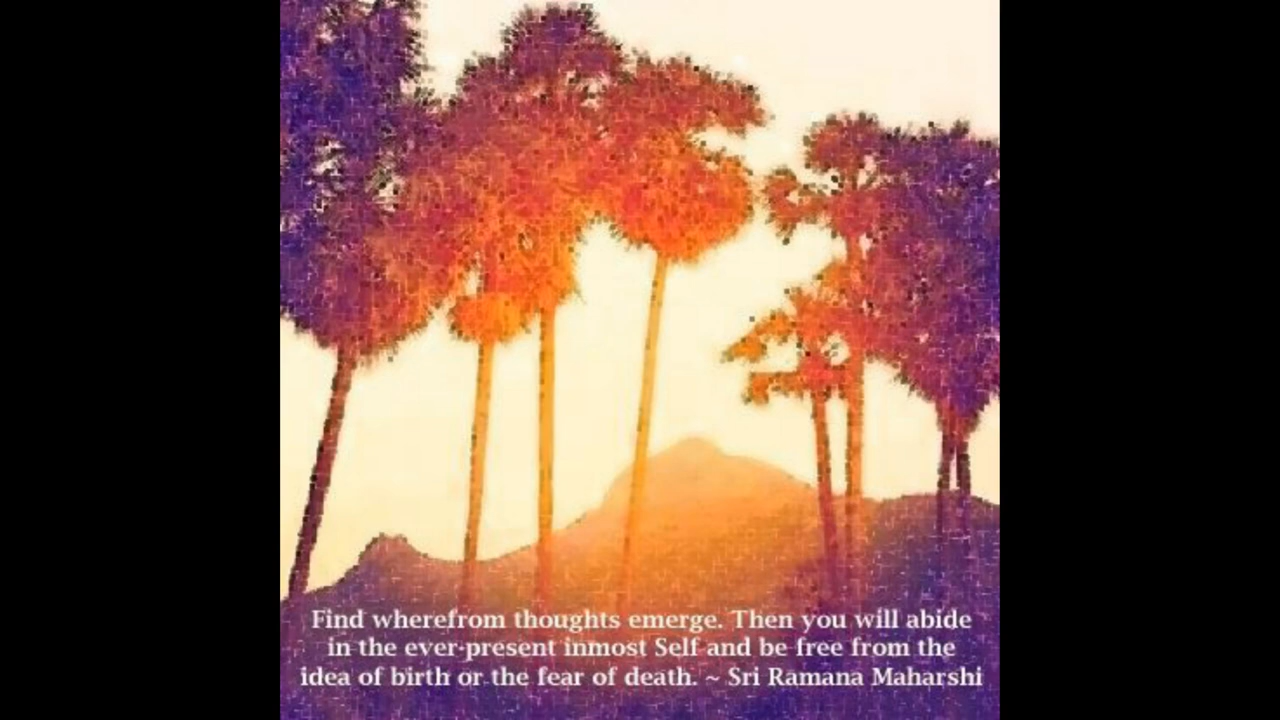 Find wherefrom thoughts emerge. Then you will abide
in the ever-present inmost Self and be free from the
idea of birth or the fear of death. ~ Sri Ramana Maharshi